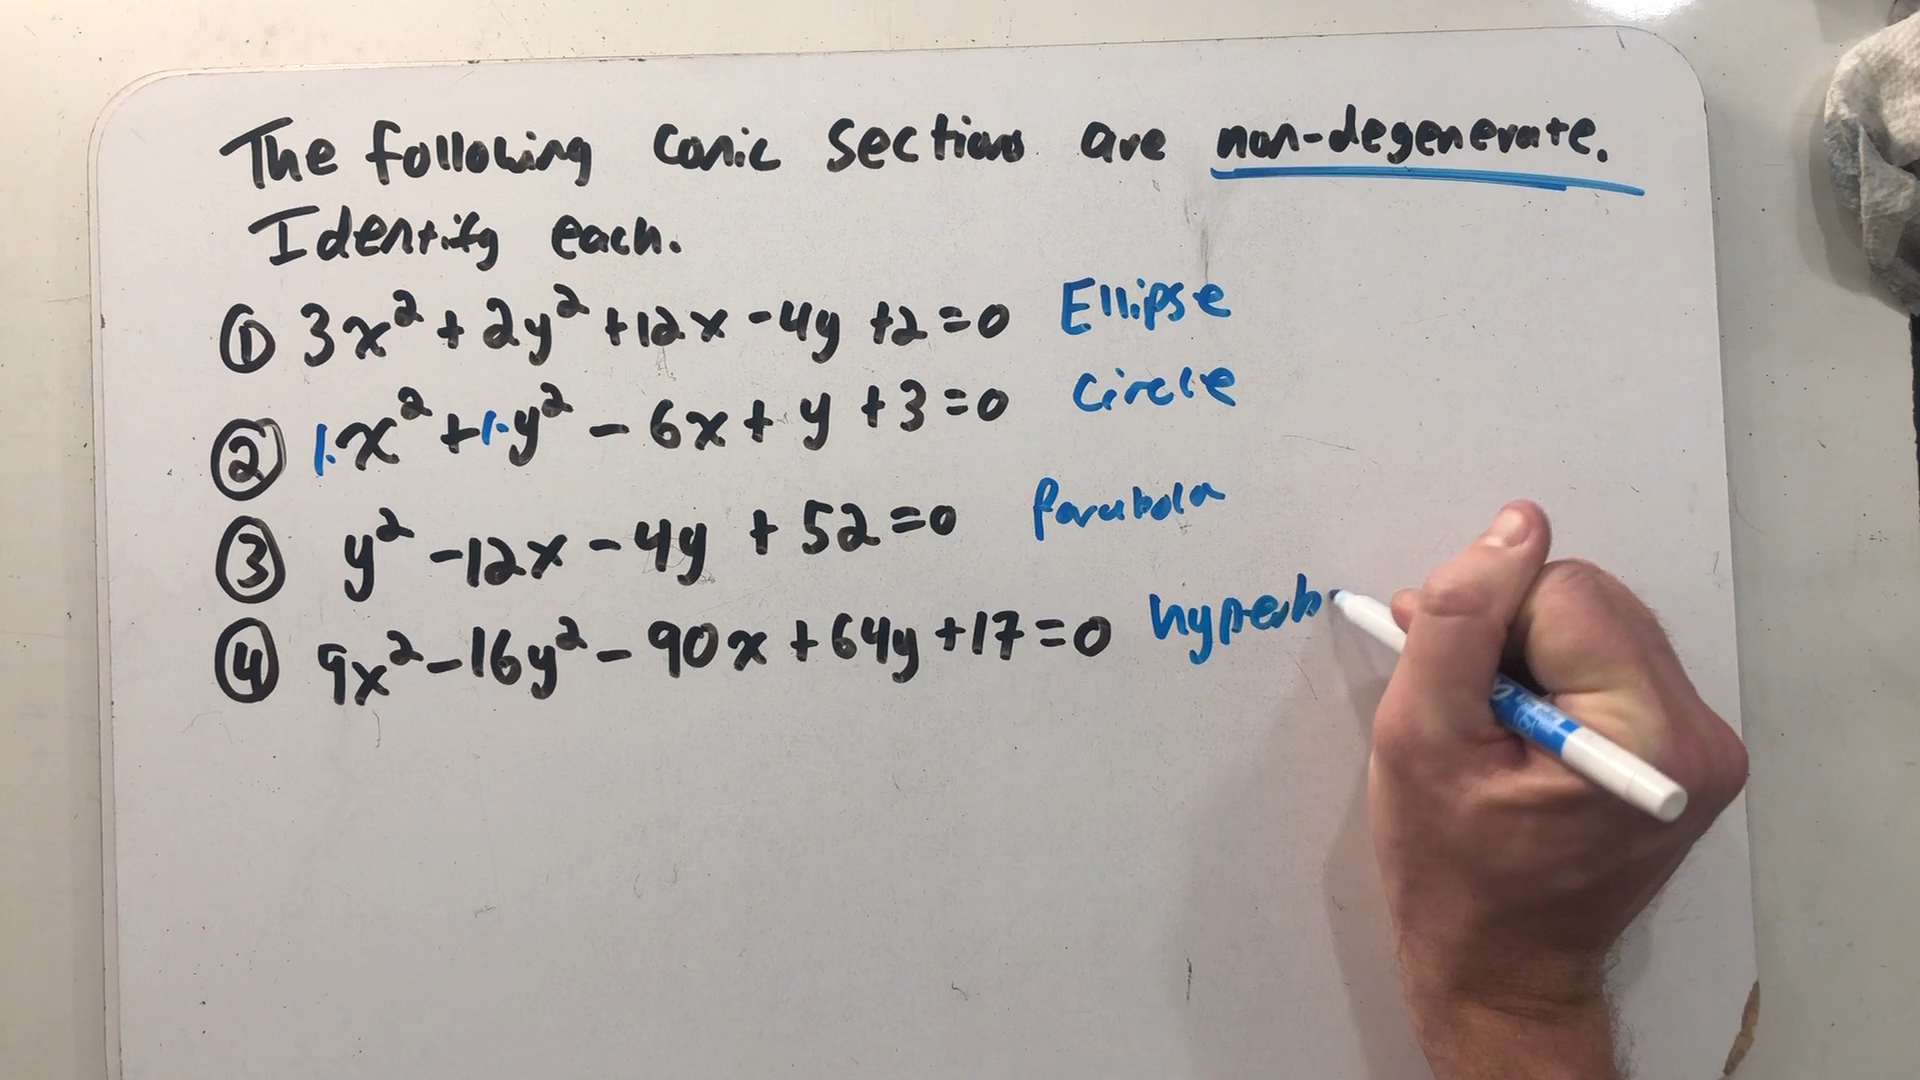 The following conic sections are non-degenerate.
Identify each.
① 3x² + 2y² + 12x - 4y + 2 = 0 Ellipse
② 1·x² + 1·y² - 6x + y + 3 = 0 circle
③ y² - 12x - 4y + 52 = 0 Parabola
④ 9x² - 16y² - 90x + 64y + 17 = 0 hyperb